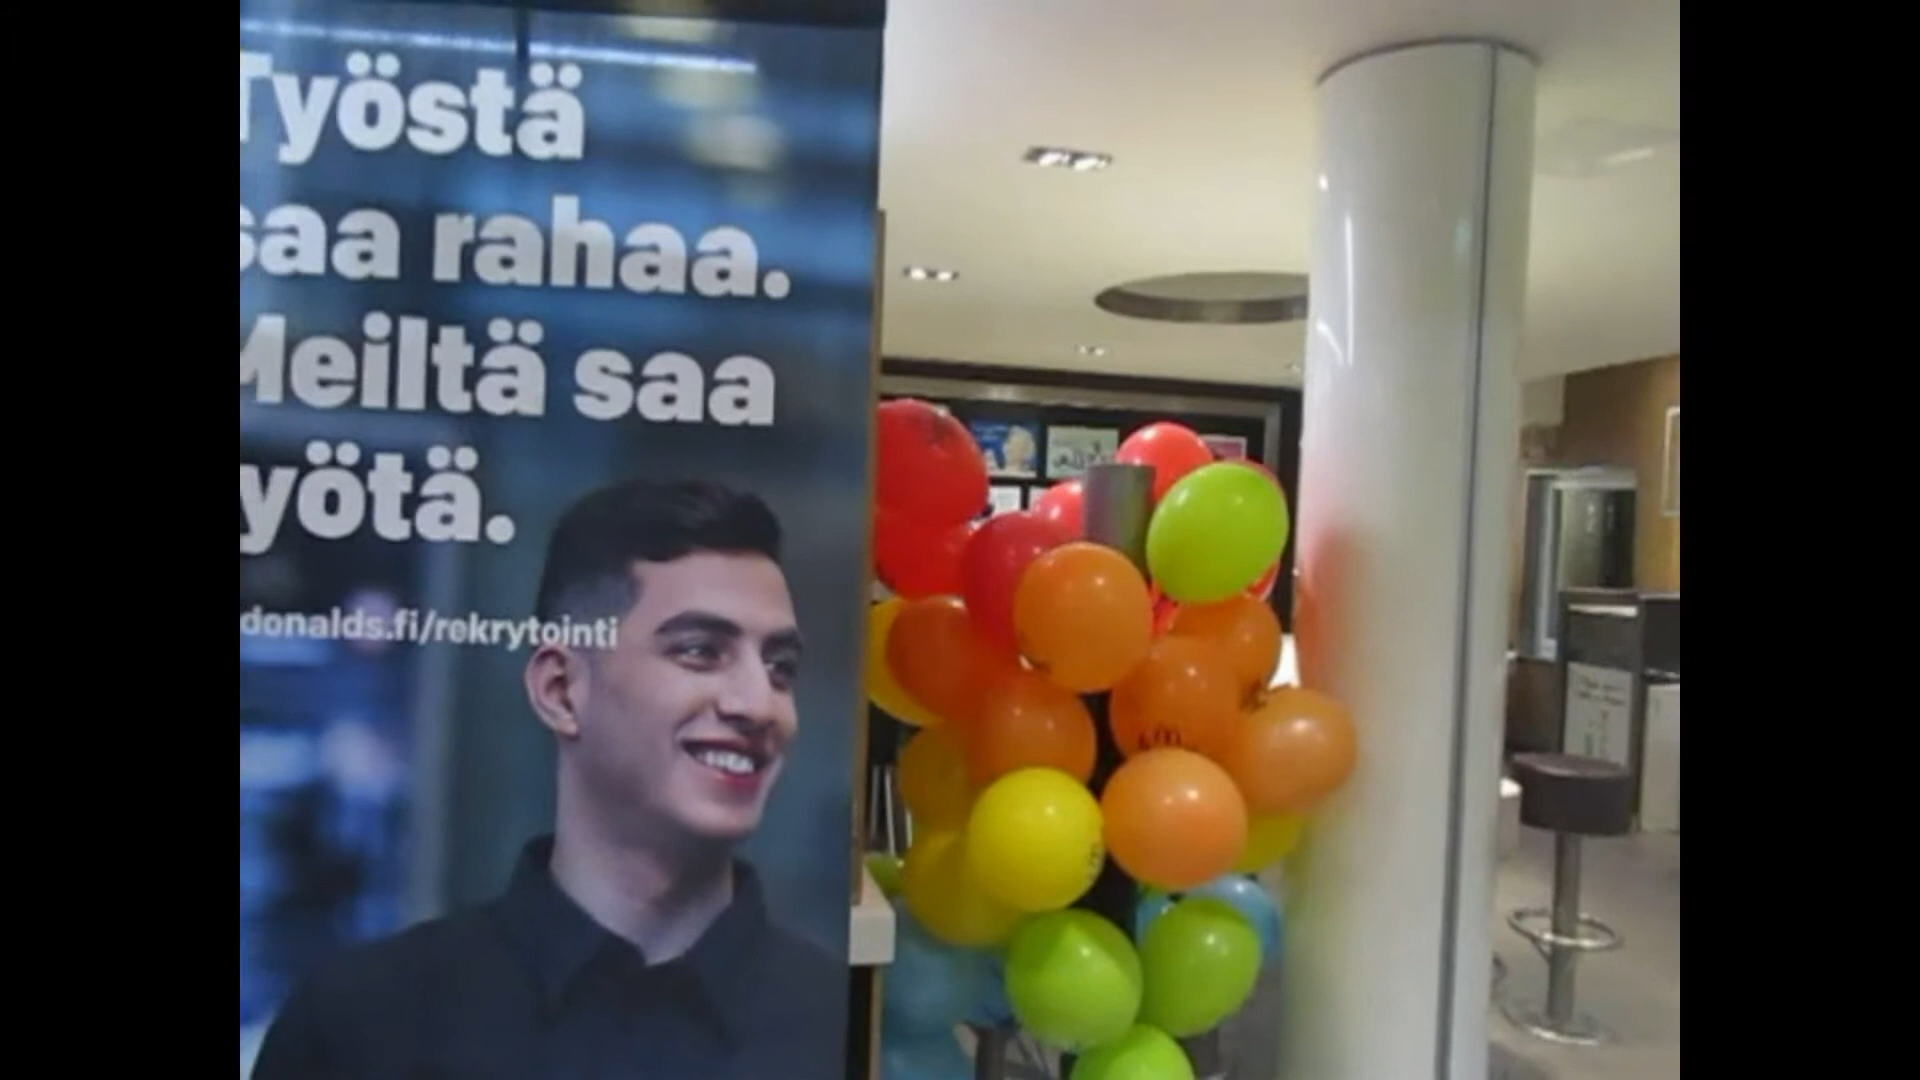 Työstä
saa rahaa.
Meiltä saa
yötä.
donalds.fi/rekrytointi